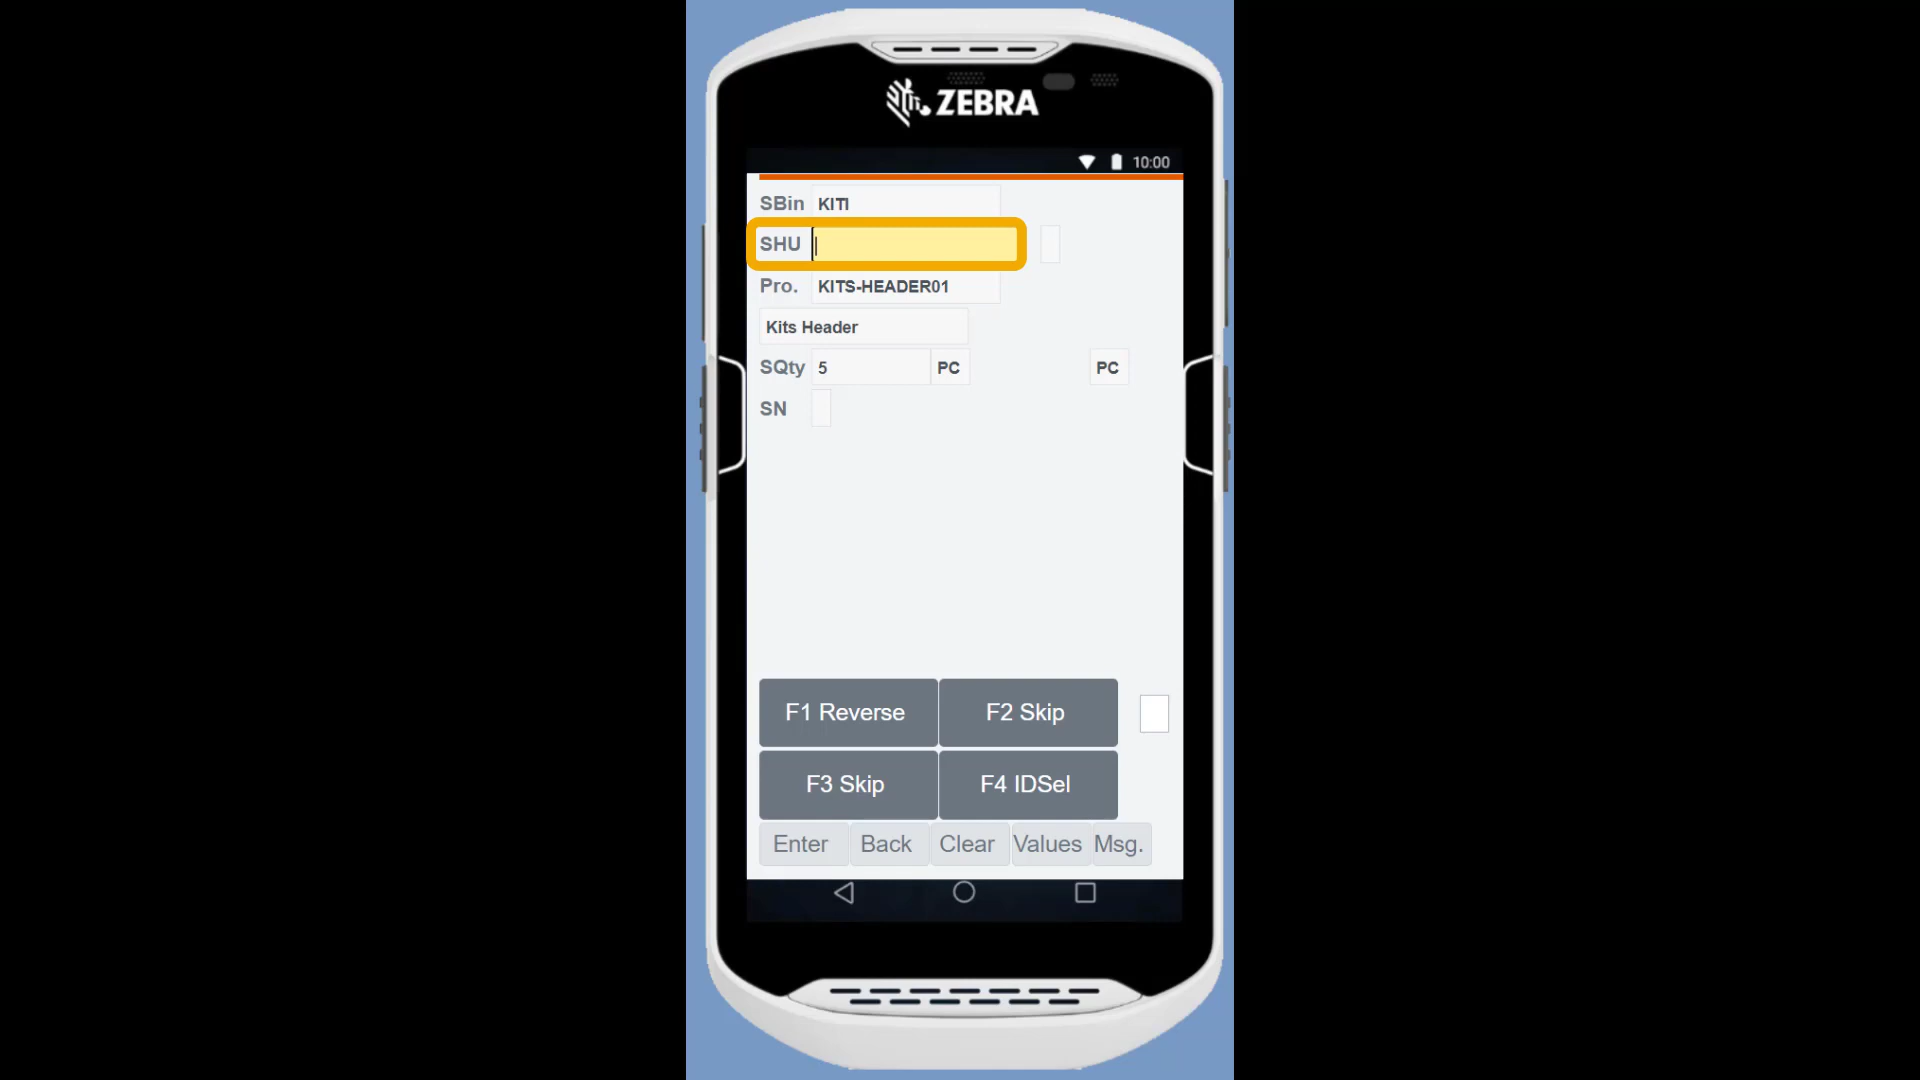 ZEBRA
10:00
SBin KITI
SHU
Pro. KITS-HEADER01
Kits Header
SQty 5 PC PC
SN
F1 Reverse F2 Skip
F3 Skip F4 IDSel
Enter Back Clear Values Msg.